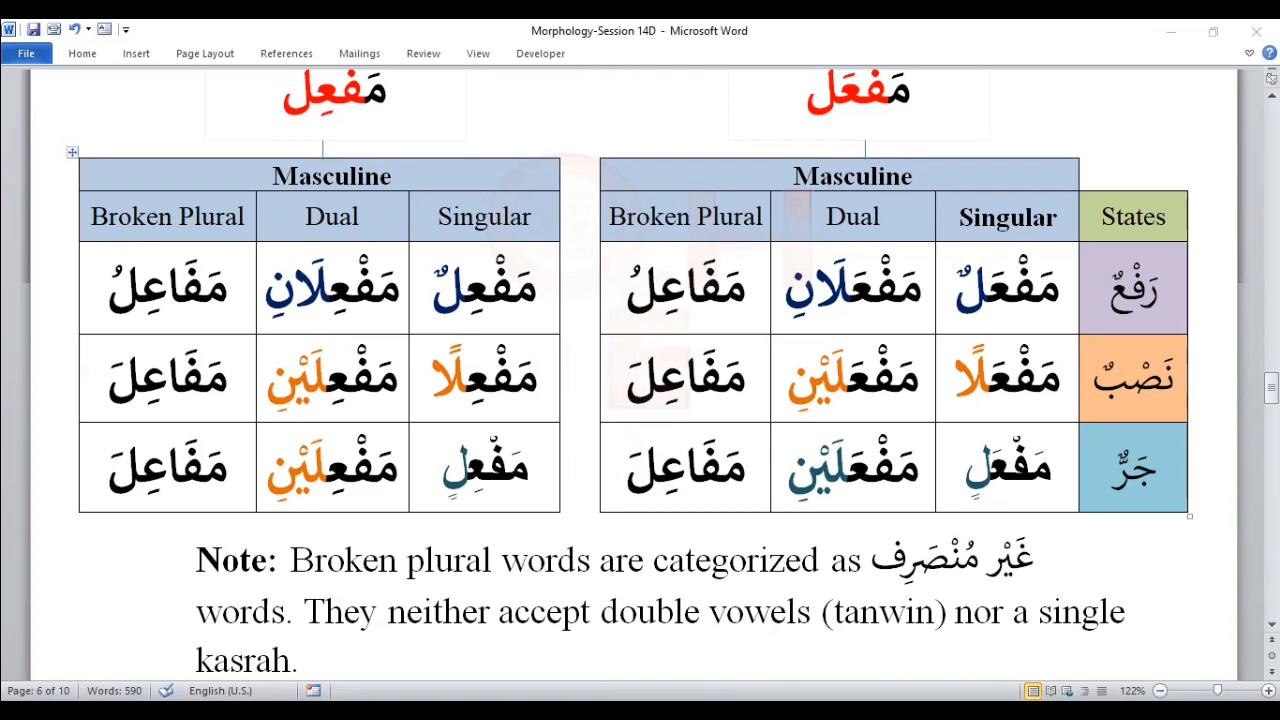 Morphology-Session 14D - Microsoft Word
File Home Insert Page Layout References Mailings Review View Developer
مَفعِل مَفعَل
Masculine Masculine
Broken Plural Dual Singular Broken Plural Dual Singular States
مَفَاعِلُ مَفْعِلَانِ مَفْعِلٌ مَفَاعِلُ مَفْعَلَانِ مَفْعَلٌ رَفْعٌ
مَفَاعِلَ مَفْعِلَيْنِ مَفْعِلًا مَفَاعِلَ مَفْعَلَيْنِ مَفْعَلًا نَصْبٌ
مَفَاعِلَ مَفْعِلَيْنِ مَفْعِلٍ مَفَاعِلَ مَفْعَلَيْنِ مَفْعَلٍ جَرٌّ
Note: Broken plural words are categorized as غَيْر مُنْصَرِف
words. They neither accept double vowels (tanwin) nor a single
kasrah.
Page: 6 of 10 Words: 590 English (U.S.) 122%